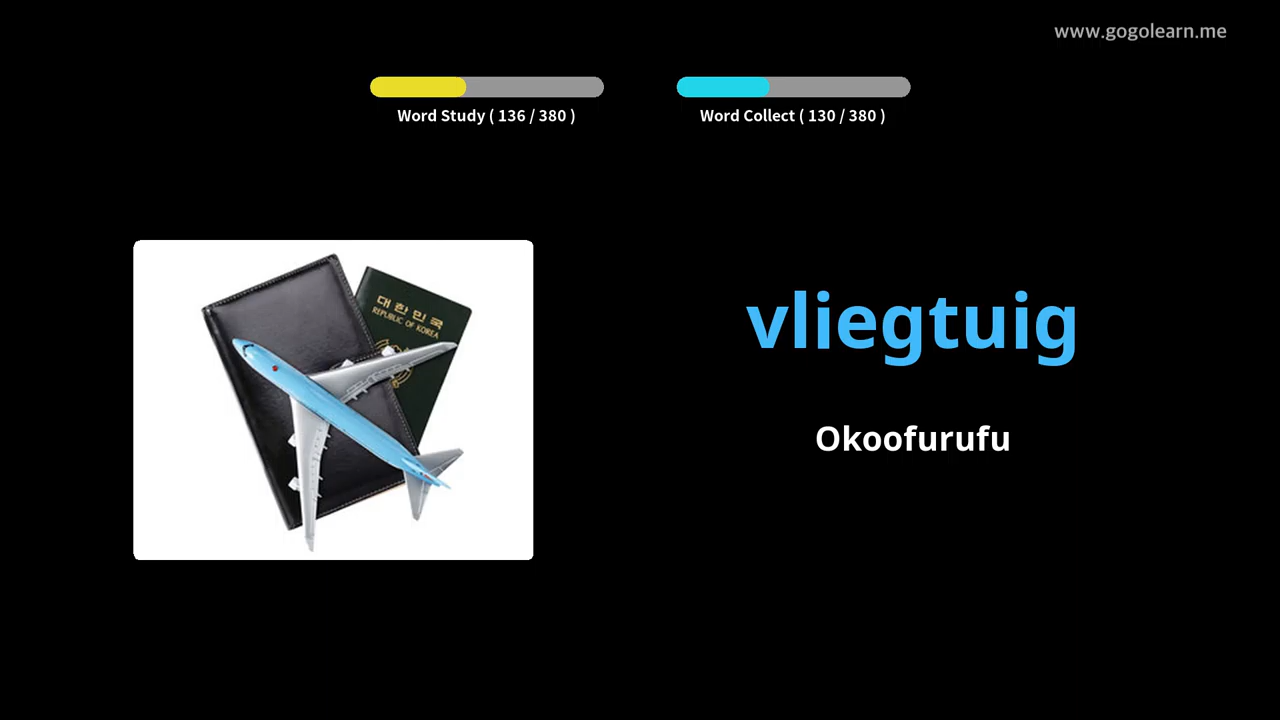 www.gogolearn.me
Word Study ( 136 / 380 )
Word Collect ( 130 / 380 )
대한민국
REPUBLIC OF KOREA
vliegtuig
Okoofurufu